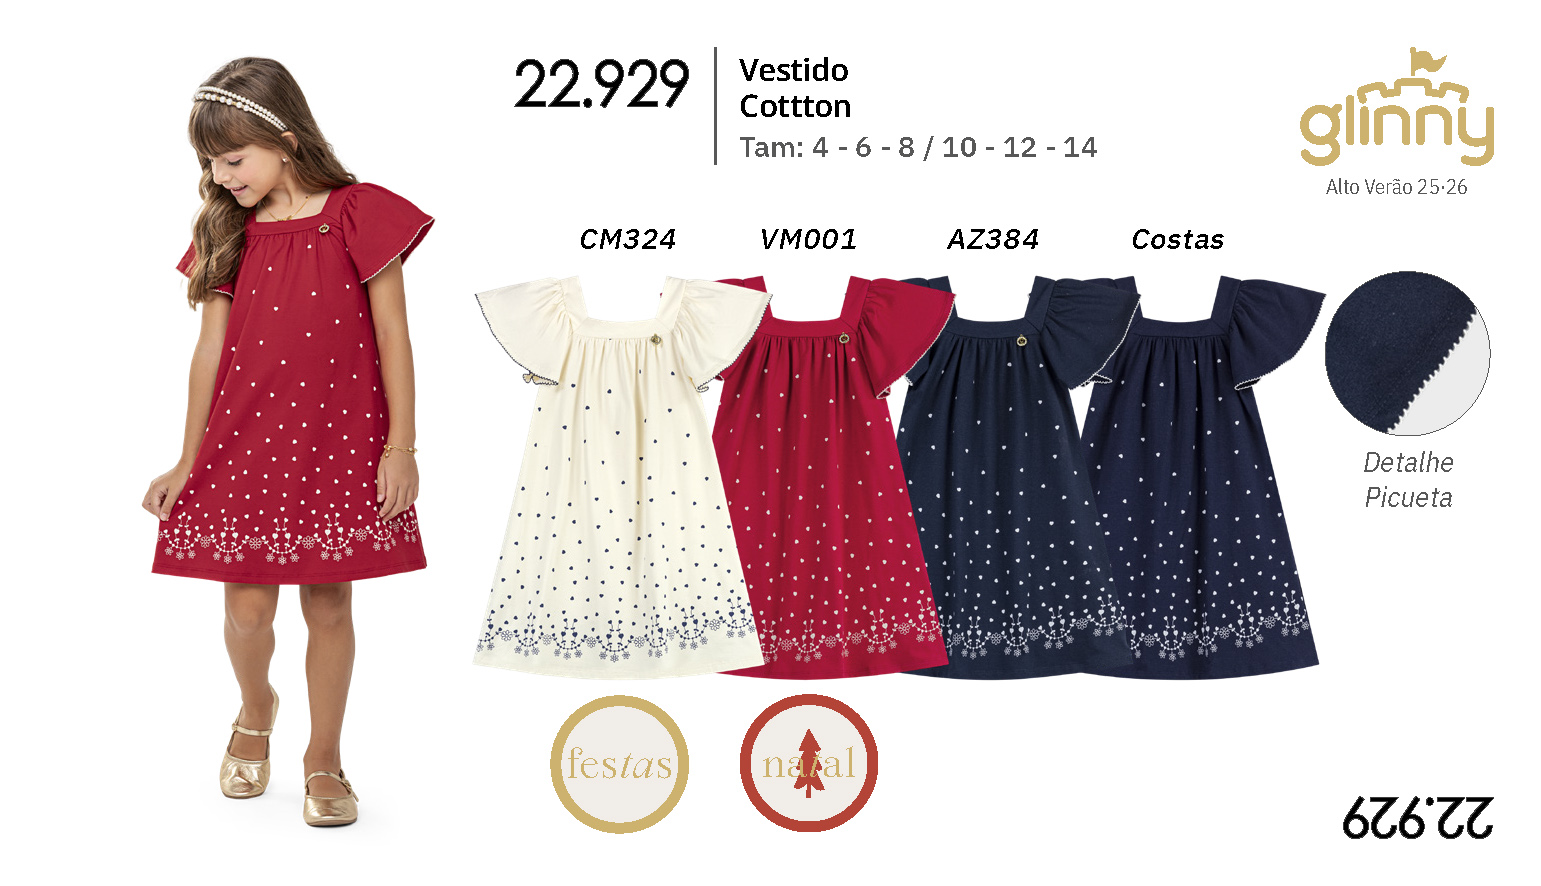 22.929
Vestido
Cottton
Tam: 4 - 6 - 8 / 10 - 12 - 14
glinny
Alto Verão 25·26
CM324
VM001
AZ384
Costas
Detalhe
Picueta
festas
natal
22.929